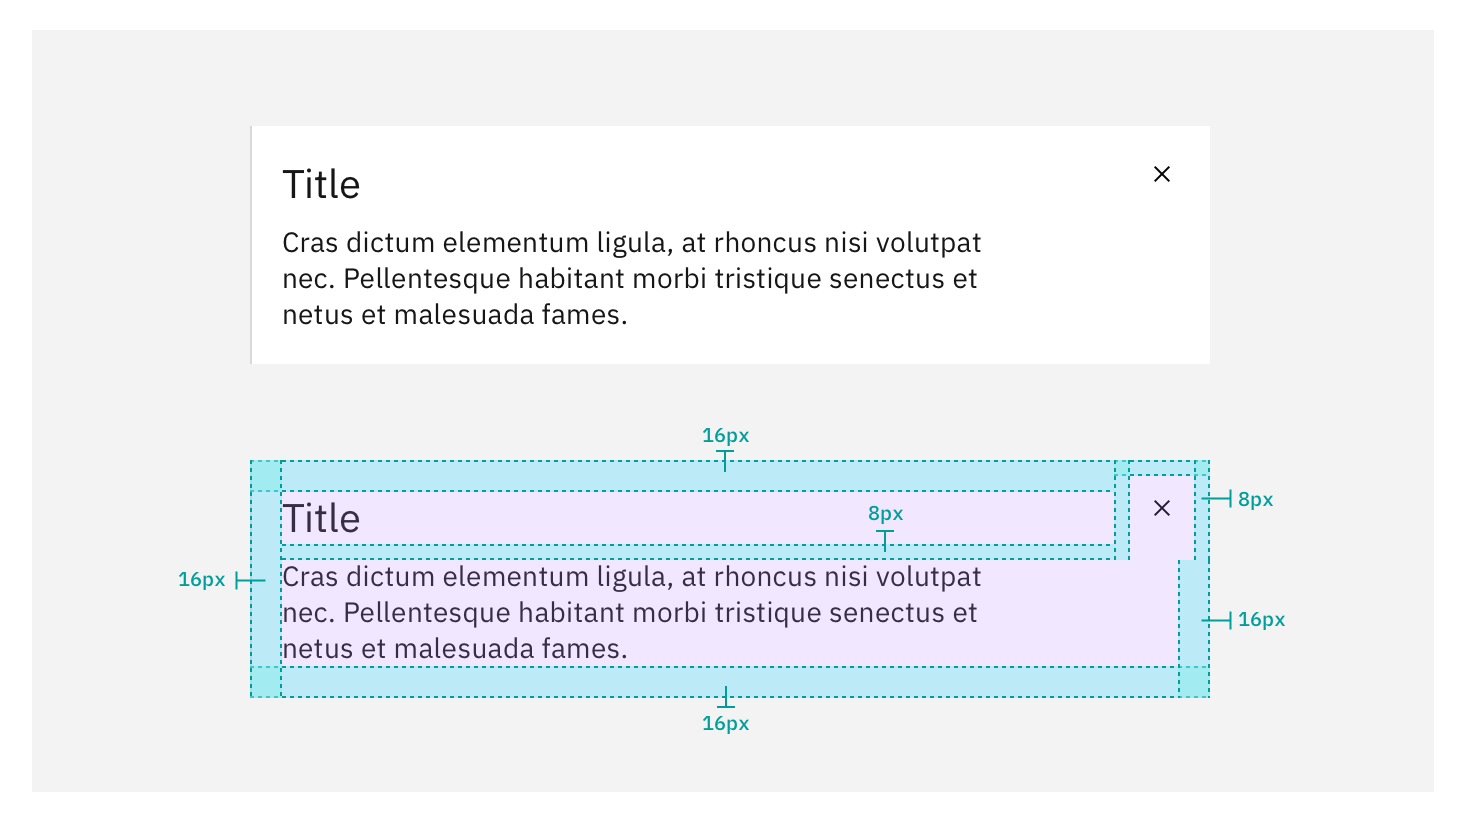 Title
Cras dictum elementum ligula, at rhoncus nisi volutpat
nec. Pellentesque habitant morbi tristique senectus et
netus et malesuada fames.
16px
Title
8px
8px
Cras dictum elementum ligula, at rhoncus nisi volutpat
16px
nec. Pellentesque habitant morbi tristique senectus et
16px
netus et malesuada fames.
16px